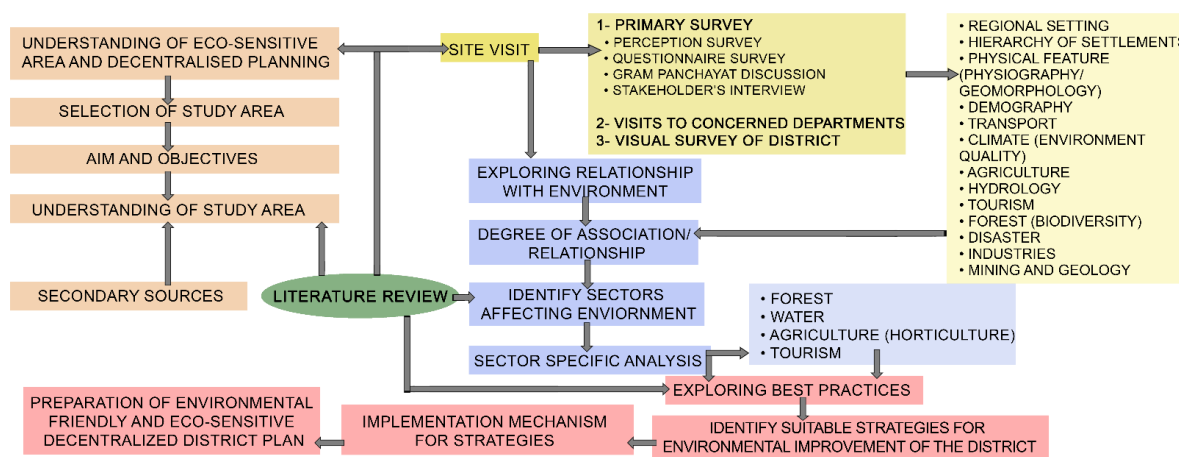 UNDERSTANDING OF ECO-SENSITIVE
AREA AND DECENTRALISED PLANNING
SELECTION OF STUDY AREA
AIM AND OBJECTIVES
UNDERSTANDING OF STUDY AREA
SECONDARY SOURCES
LITERATURE REVIEW
SITE VISIT
1- PRIMARY SURVEY
• PERCEPTION SURVEY
• QUESTIONNAIRE SURVEY
• GRAM PANCHAYAT DISCUSSION
• STAKEHOLDER'S INTERVIEW
2- VISITS TO CONCERNED DEPARTMENTS
3- VISUAL SURVEY OF DISTRICT
• REGIONAL SETTING
• HIERARCHY OF SETTLEMENTS
• PHYSICAL FEATURE
(PHYSIOGRAPHY/
GEOMORPHOLOGY)
• DEMOGRAPHY
• TRANSPORT
• CLIMATE (ENVIRONMENT
QUALITY)
• AGRICULTURE
• HYDROLOGY
• TOURISM
• FOREST (BIODIVERSITY)
• DISASTER
• INDUSTRIES
• MINING AND GEOLOGY
EXPLORING RELATIONSHIP
WITH ENVIRONMENT
DEGREE OF ASSOCIATION/
RELATIONSHIP
IDENTIFY SECTORS
AFFECTING ENVIORNMENT
SECTOR SPECIFIC ANALYSIS
• FOREST
• WATER
• AGRICULTURE (HORTICULTURE)
• TOURISM
EXPLORING BEST PRACTICES
IDENTIFY SUITABLE STRATEGIES FOR
ENVIRONMENTAL IMPROVEMENT OF THE DISTRICT
IMPLEMENTATION MECHANISM
FOR STRATEGIES
PREPARATION OF ENVIRONMENTAL
FRIENDLY AND ECO-SENSITIVE
DECENTRALIZED DISTRICT PLAN